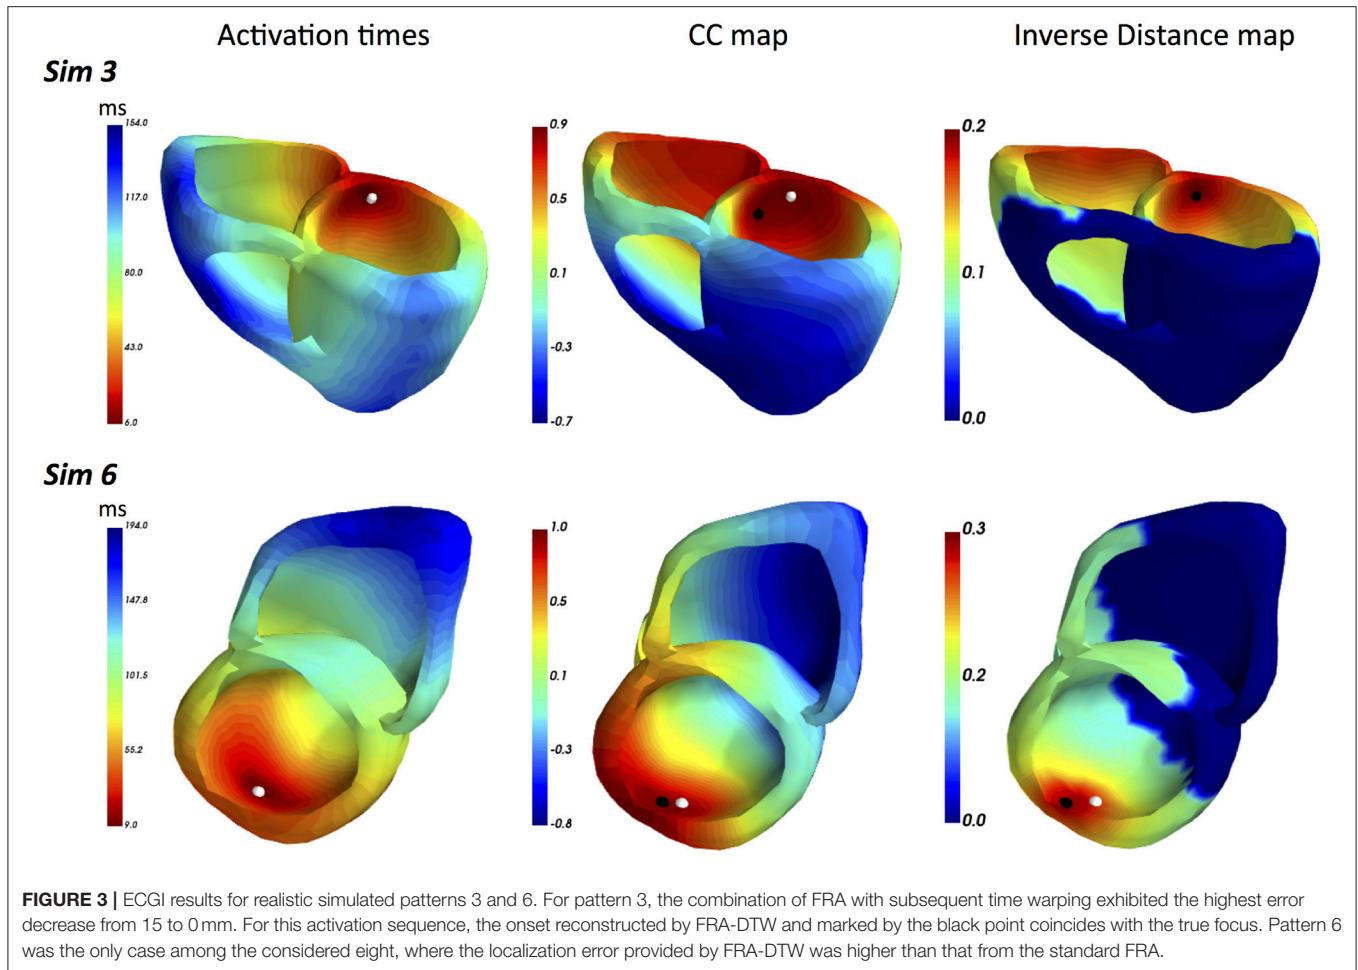 Activation times
CC map
Inverse Distance map
Sim 3
ms
154.0
117.0
80.0
43.0
6.0
0.9
0.5
0.1
-0.3
-0.7
0.2
0.1
0.0
Sim 6
ms
194.0
147.8
101.5
55.2
9.0
1.0
0.5
0.1
-0.3
-0.8
0.3
0.2
0.0
FIGURE 3 | ECGI results for realistic simulated patterns 3 and 6. For pattern 3, the combination of FRA with subsequent time warping exhibited the highest error
decrease from 15 to 0 mm. For this activation sequence, the onset reconstructed by FRA-DTW and marked by the black point coincides with the true focus. Pattern 6
was the only case among the considered eight, where the localization error provided by FRA-DTW was higher than that from the standard FRA.